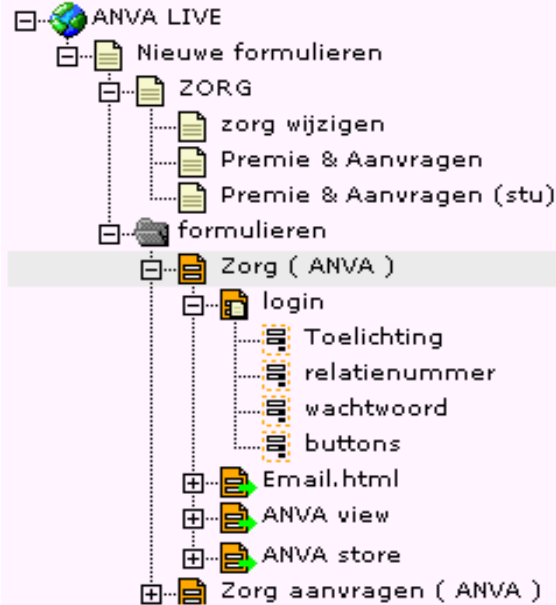 ANVA LIVE
Nieuwe formulieren
ZORG
zorg wijzigen
Premie & Aanvragen
Premie & Aanvragen (stu)
formulieren
Zorg ( ANVA )
login
Toelichting
relatienummer
wachtwoord
buttons
Email.html
ANVA view
ANVA store
Zorg aanvragen ( ANVA )